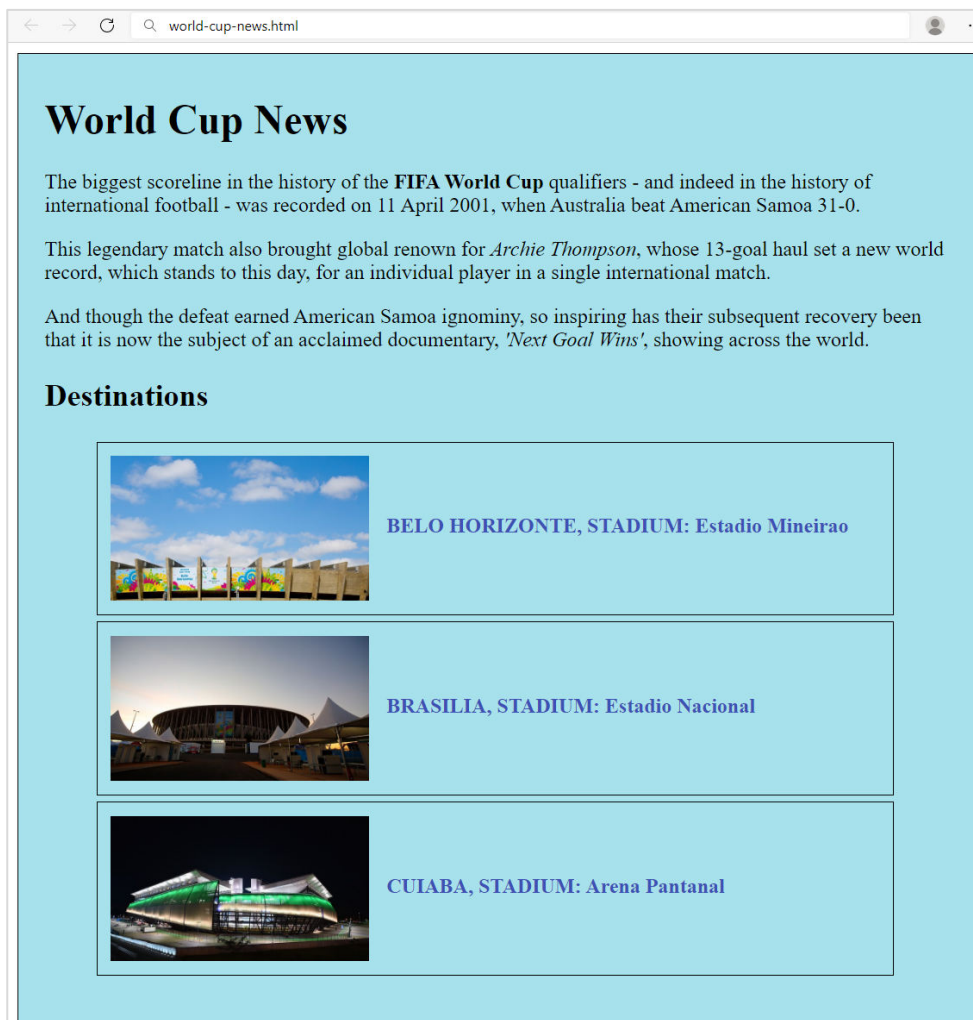 world-cup-news.html
World Cup News
The biggest scoreline in the history of the FIFA World Cup qualifiers - and indeed in the history of
international football - was recorded on 11 April 2001, when Australia beat American Samoa 31-0.
This legendary match also brought global renown for Archie Thompson, whose 13-goal haul set a new world
record, which stands to this day, for an individual player in a single international match.
And though the defeat earned American Samoa ignominy, so inspiring has their subsequent recovery been
that it is now the subject of an acclaimed documentary, 'Next Goal Wins', showing across the world.
Destinations
BELO HORIZONTE, STADIUM: Estadio Mineirao
BRASILIA, STADIUM: Estadio Nacional
CUIABA, STADIUM: Arena Pantanal